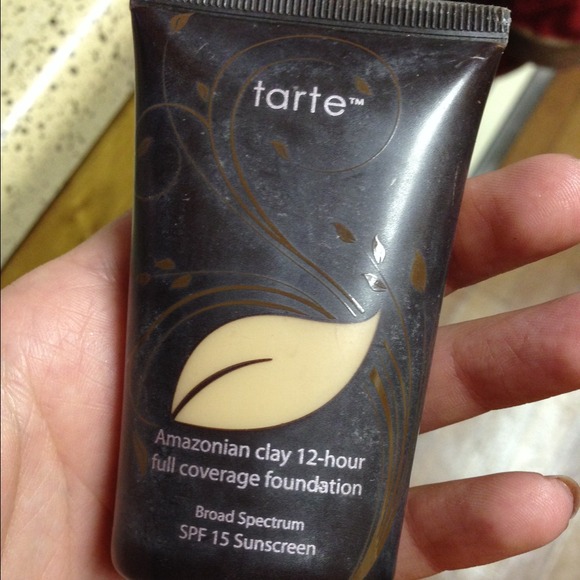 tarte™
Amazonian clay 12-hour
full coverage foundation
Broad Spectrum
SPF 15 Sunscreen